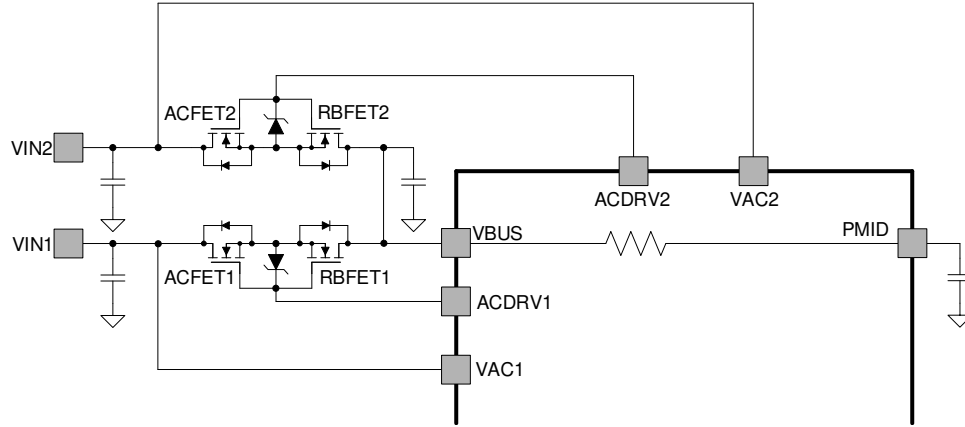 ACFET2
RBFET2
VIN2
ACDRV2
VAC2
VIN1
VBUS
PMID
ACFET1
RBFET1
ACDRV1
VAC1